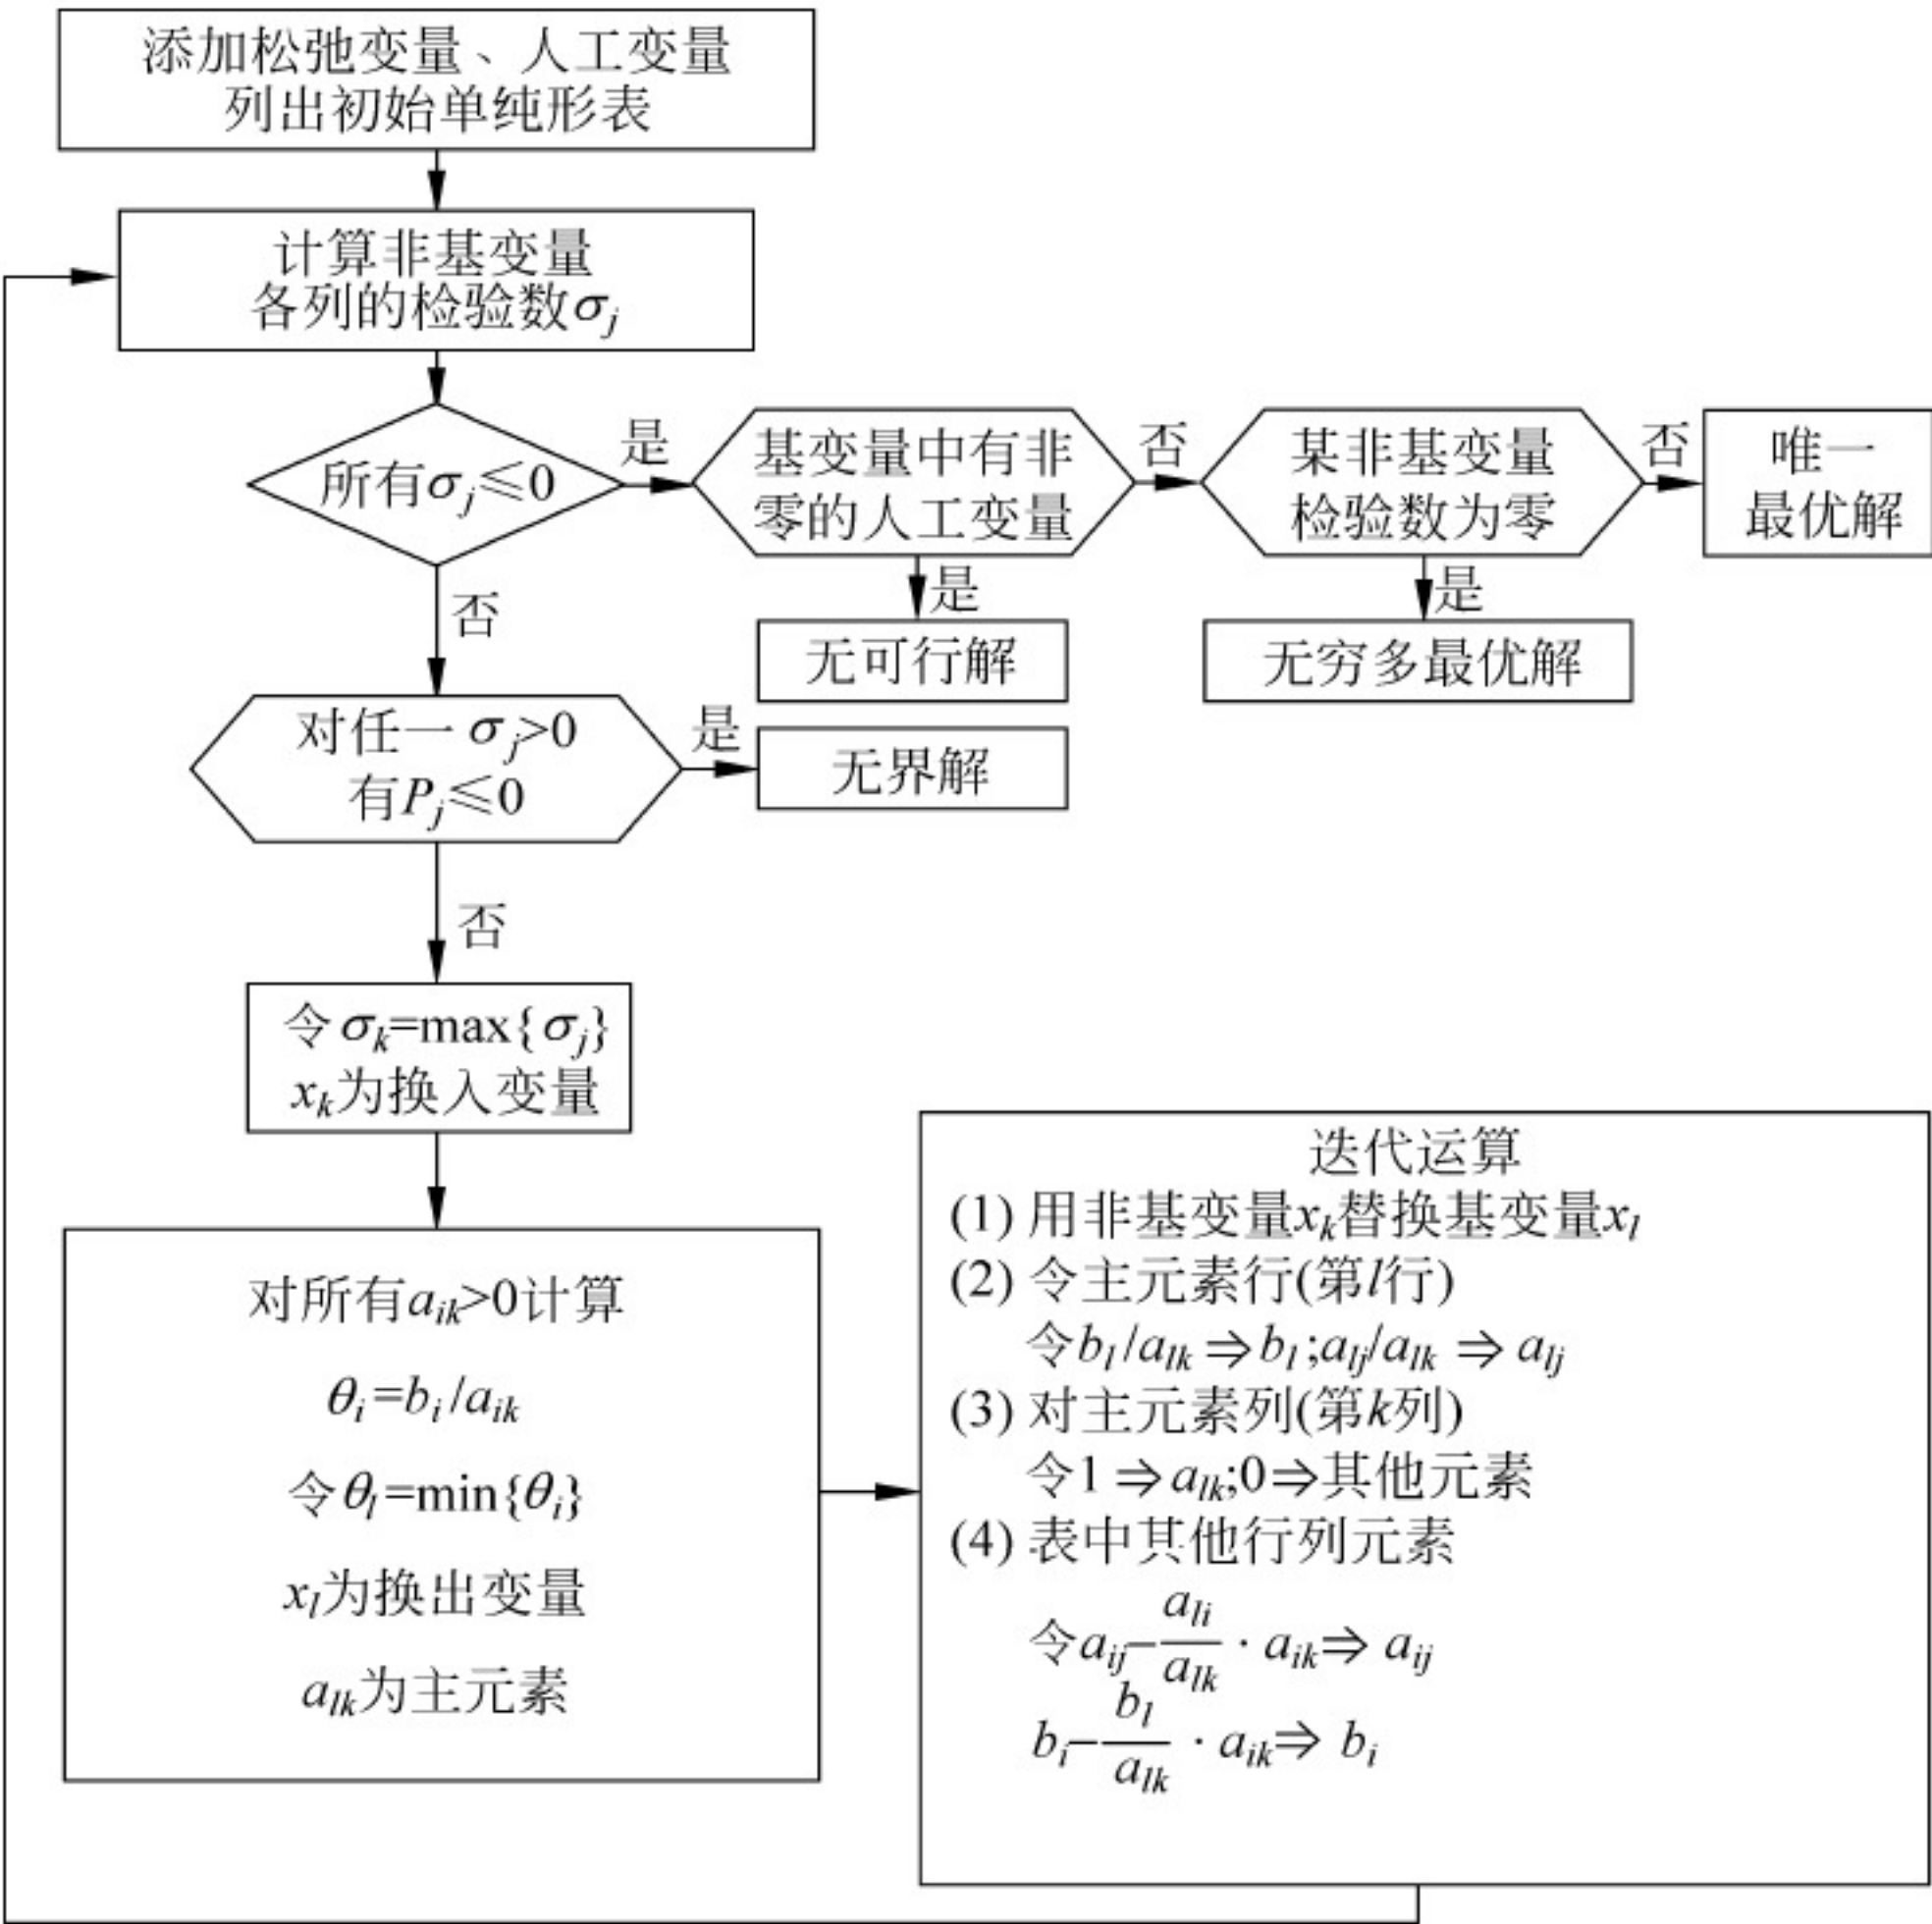 添加松弛变量、人工变量
列出初始单纯形表
计算非基变量
各列的检验数σj
所有σj≤0
是
基变量中有非
零的人工变量
否
某非基变量
检验数为零
否
唯一
最优解
否
是
无可行解
是
无穷多最优解
对任一 σj>0
有Pj≤0
是
无界解
否
令σk=max{σj}
xk为换入变量
对所有aik>0计算
θi=bi/aik
令θl=min{θi}
xl为换出变量
alk为主元素
迭代运算
(1) 用非基变量xk替换基变量xl
(2) 令主元素行(第l行)
令bl/alk⇒bl;alj/alk⇒alj
(3) 对主元素列(第k列)
令1⇒alk;0⇒其他元素
(4) 表中其他行列元素
令aij-ali/alk·aik⇒aij
bi-bl/alk·aik⇒bi